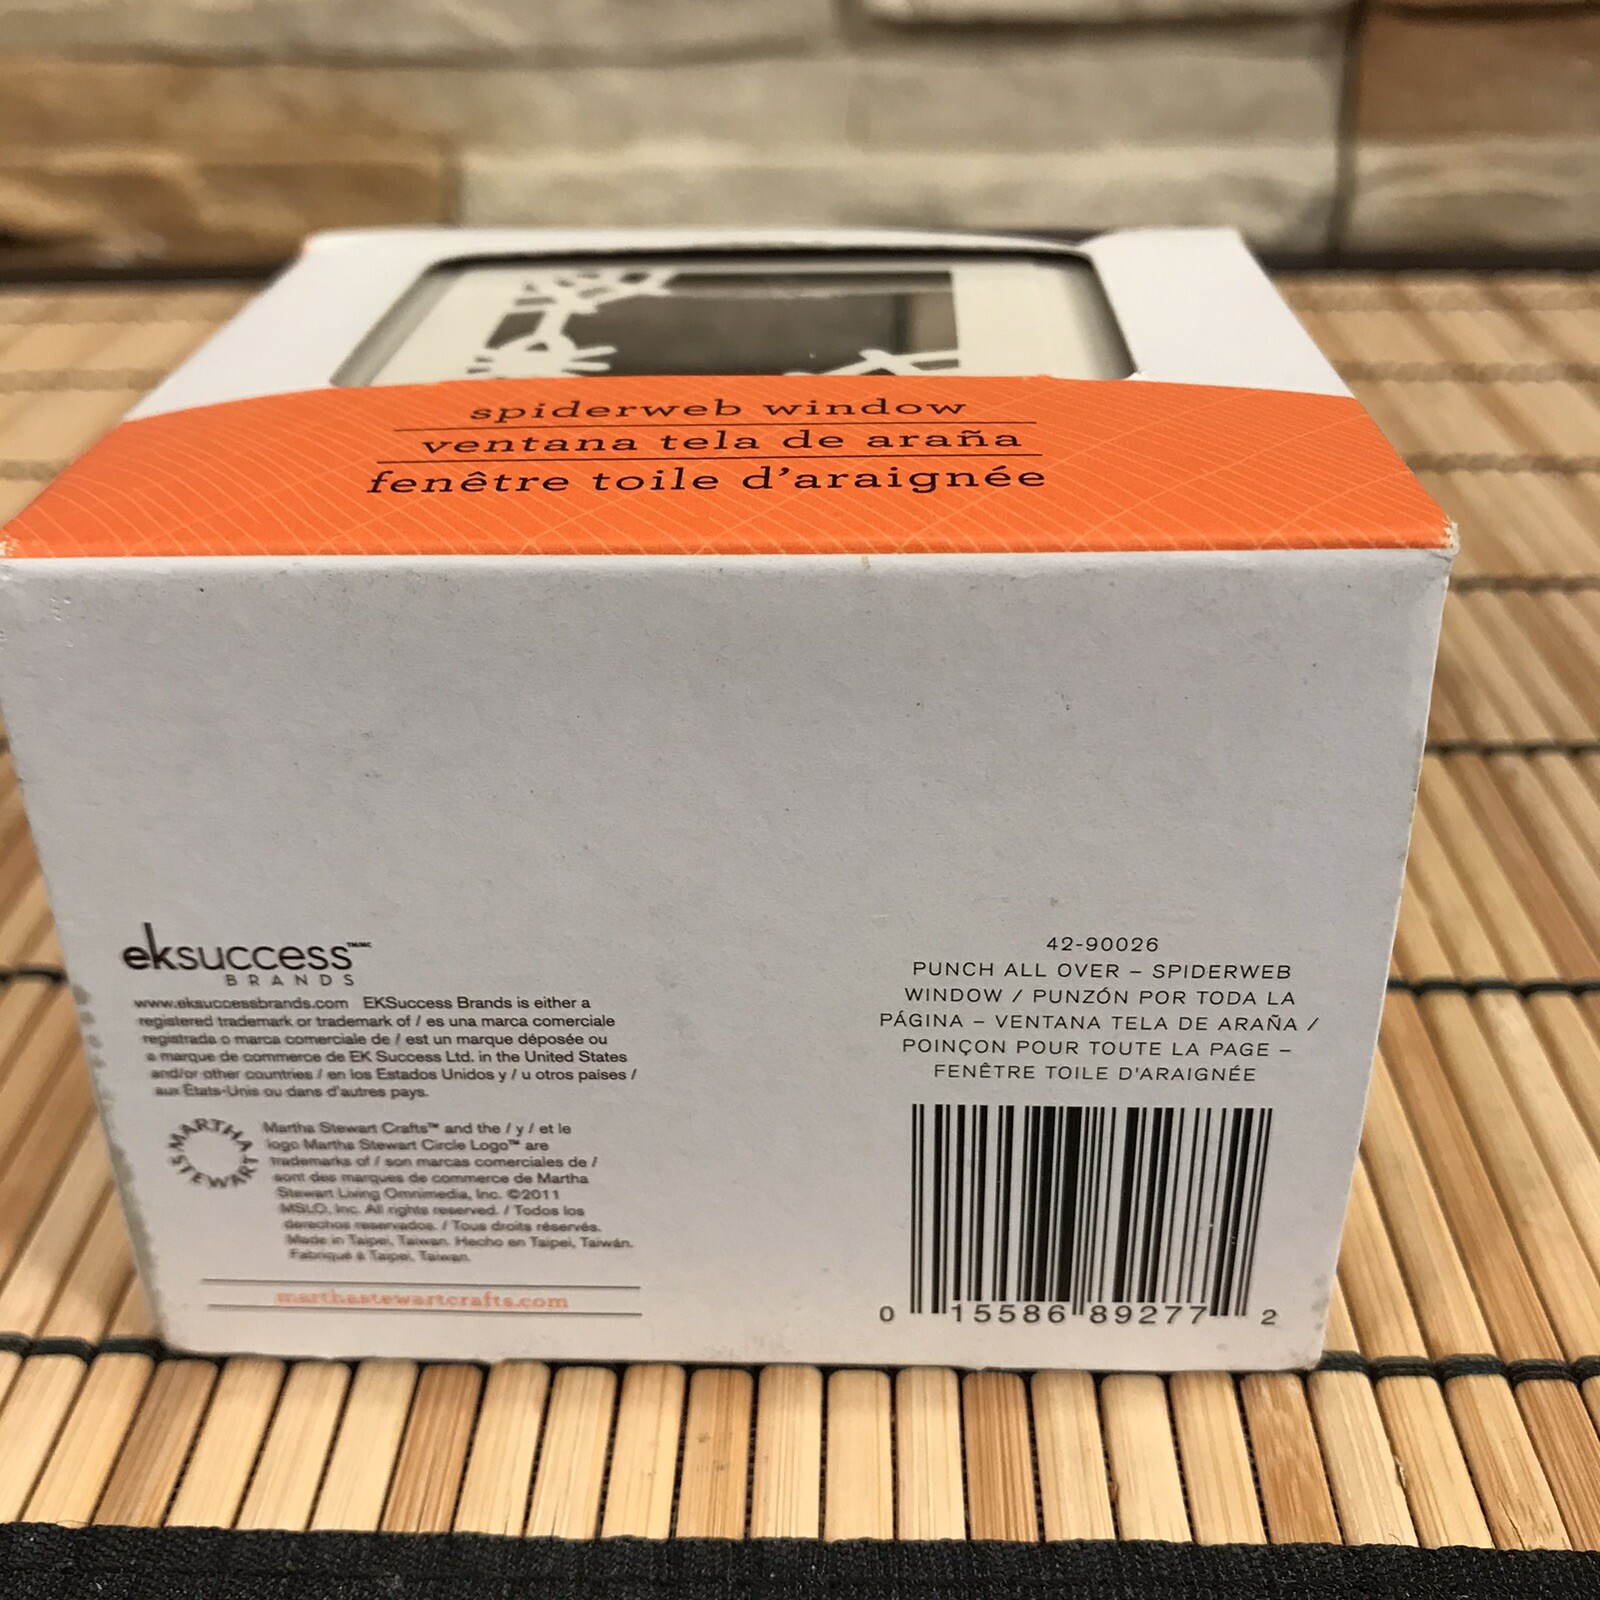 spiderweb window
ventana tela de araña
fenêtre toile d'araignée
eksuccess™/MC
BRANDS
www.eksuccessbrands.com EKSuccess Brands is either a
registered trademark or trademark of / es una marca comerciale
registrada o marca comerciale de / est un marque déposée ou
a marque de commerce de EK Success Ltd. in the United States
and/or other countries / en los Estados Unidos y / u otros países /
aux États-Unis ou dans d'autres pays.
MARTHA STEWART
Martha Stewart Crafts™ and the / y / et le
logo Martha Stewart Circle Logo™ are
trademarks of / son marcas comerciales de /
sont des marques de commerce de Martha
Stewart Living Omnimedia, Inc. ©2011
MSLO, Inc. All rights reserved. / Todos los
derechos reservados. / Tous droits réservés.
Made in Taipei, Taiwan. Hecho en Taipei, Taiwán.
Fabriqué à Taipei, Taiwan.
marthastewartcrafts.com
42-90026
PUNCH ALL OVER – SPIDERWEB
WINDOW / PUNZÓN POR TODA LA
PÁGINA – VENTANA TELA DE ARAÑA /
POINÇON POUR TOUTE LA PAGE –
FENÊTRE TOILE D'ARAIGNÉE
0 15586 89277 2